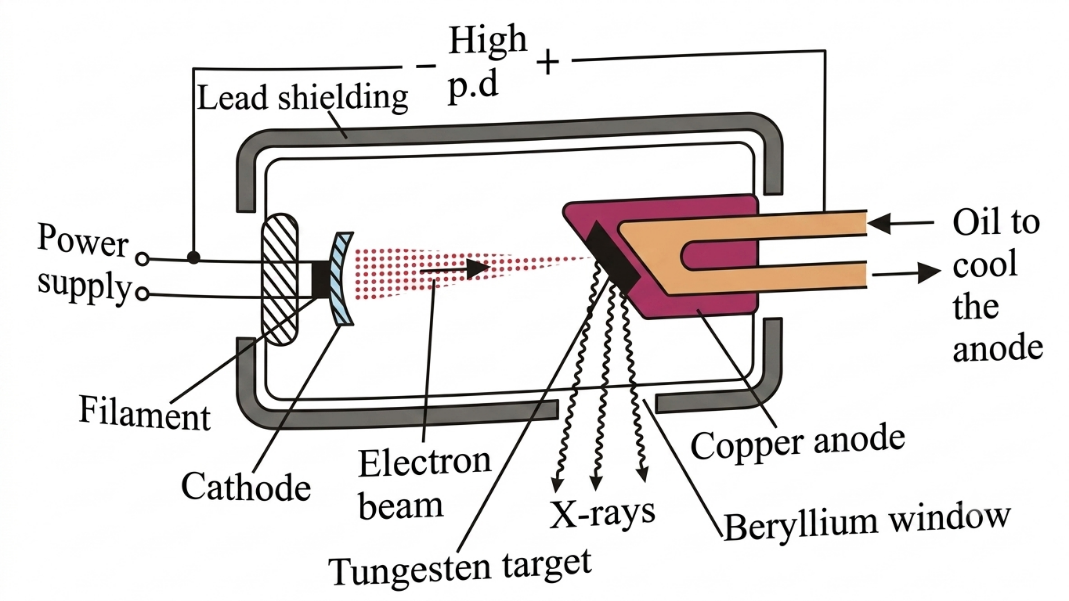 High
− +
p.d
Lead shielding
Power
supply
Oil to
cool
the
anode
Filament
Cathode
Electron
beam
X-rays
Copper anode
Beryllium window
Tungesten target